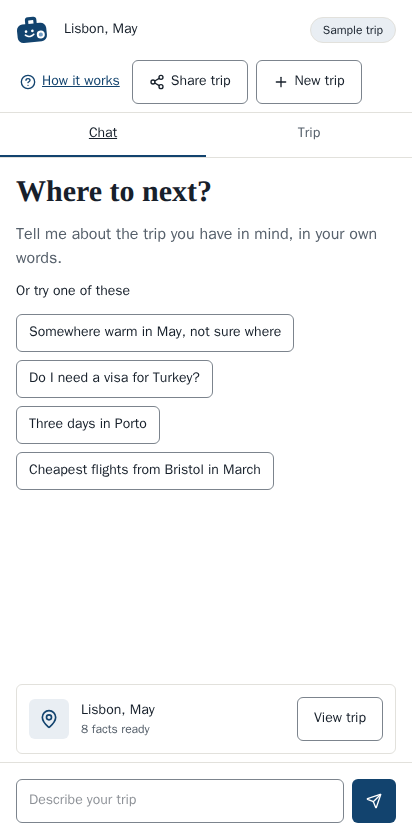 Lisbon, May
Sample trip
How it works
Share trip
New trip
Chat
Trip
Where to next?
Tell me about the trip you have in mind, in your own
words.
Or try one of these
Somewhere warm in May, not sure where
Do I need a visa for Turkey?
Three days in Porto
Cheapest flights from Bristol in March
Lisbon, May
8 facts ready
View trip
Describe your trip